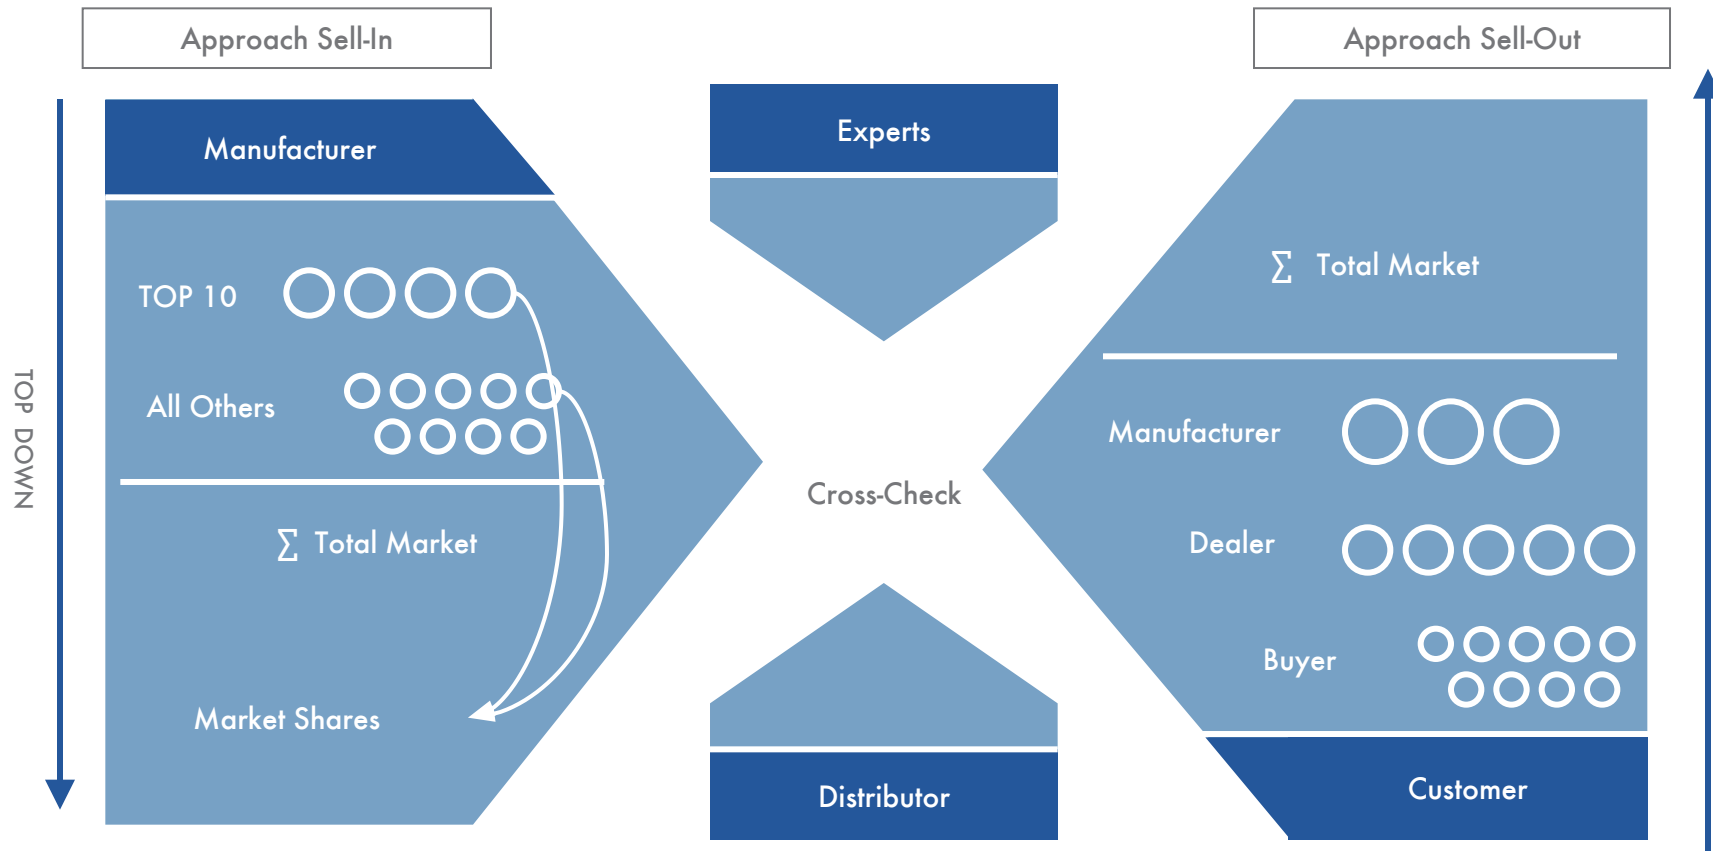 Approach Sell-In
Approach Sell-Out
Manufacturer
Experts
TOP 10
All Others
∑ Total Market
Market Shares
TOP DOWN
Cross-Check
Distributor
∑ Total Market
Manufacturer
Dealer
Buyer
Customer